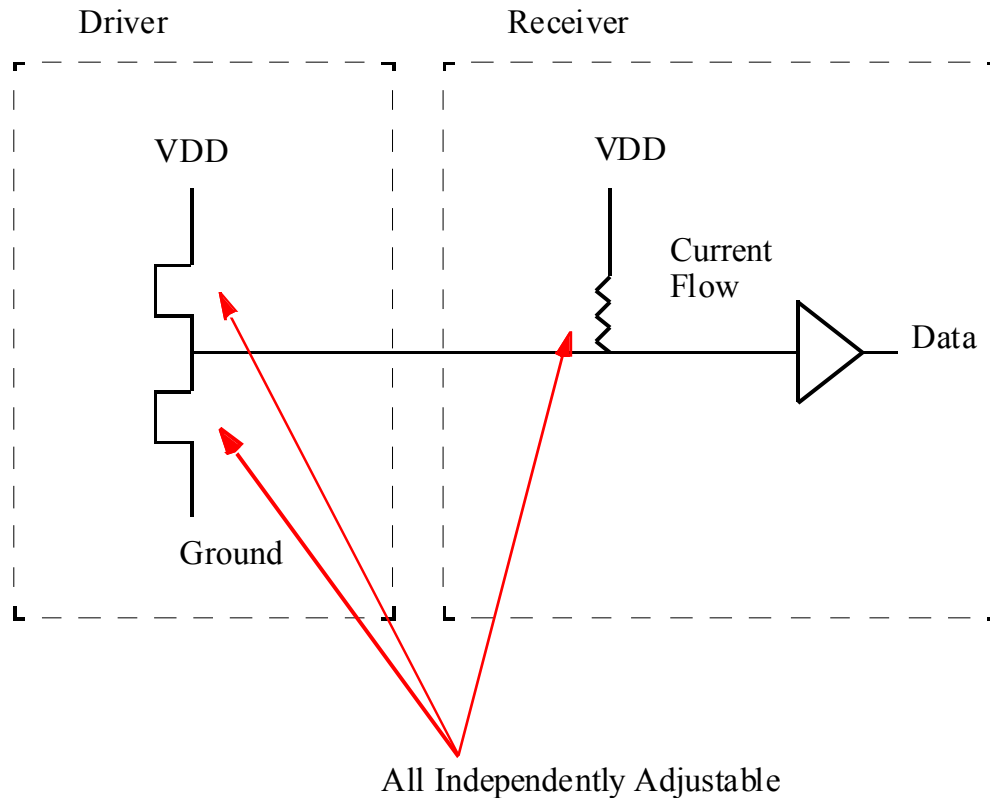 Driver
Receiver
VDD
VDD
Current
Flow
Data
Ground
All Independently Adjustable